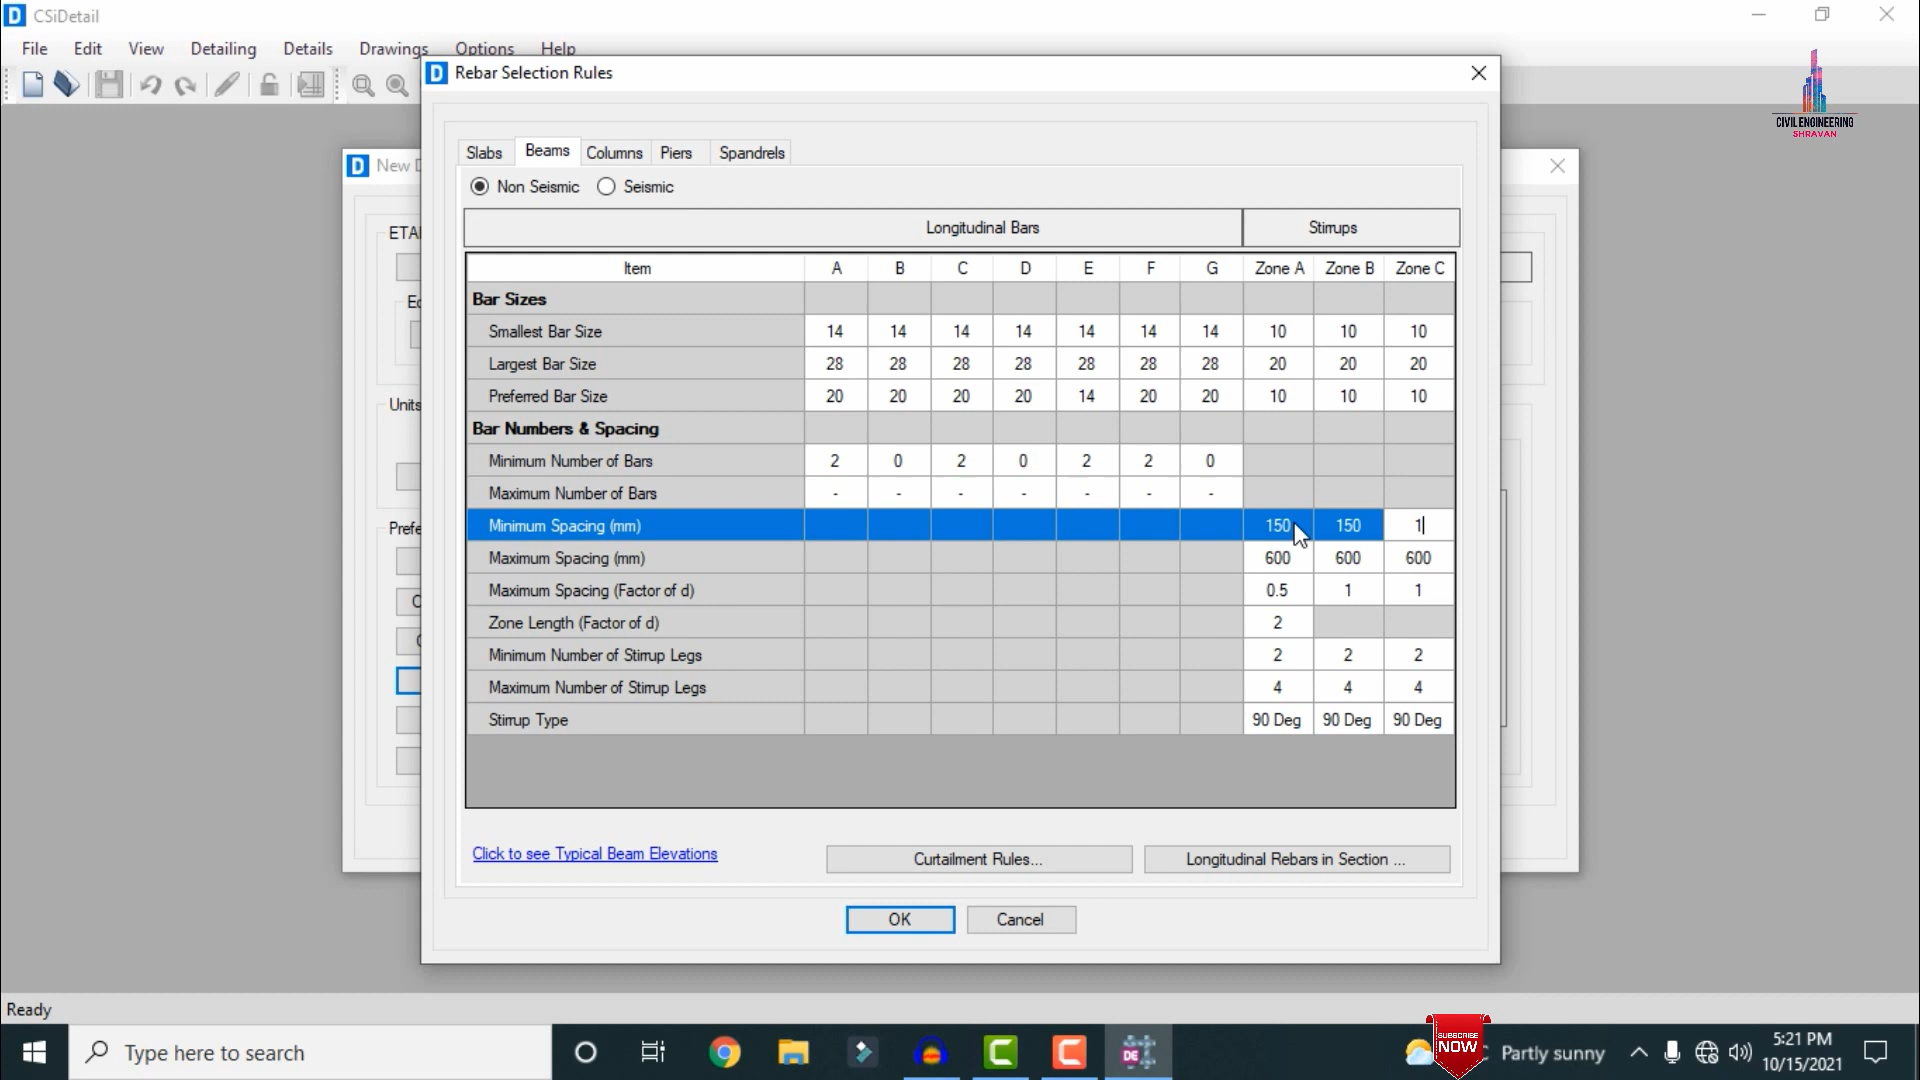 CSiDetail
File Edit View Detailing Details Drawings Options Help
Rebar Selection Rules
CIVIL ENGINEERING
SHRAVAN
New D
Slabs Beams Columns Piers Spandrels
Non Seismic Seismic
Longitudinal Bars Stirrups
ETA
Item A B C D E F G Zone A Zone B Zone C
Bar Sizes
Smallest Bar Size 14 14 14 14 14 14 14 10 10 10
Largest Bar Size 28 28 28 28 28 28 28 20 20 20
Preferred Bar Size 20 20 20 20 14 20 20 10 10 10
Units
Bar Numbers & Spacing
Minimum Number of Bars 2 0 2 0 2 2 0
Maximum Number of Bars - - - - - - -
Prefe
Minimum Spacing (mm) 150 150 1
Maximum Spacing (mm) 600 600 600
Maximum Spacing (Factor of d) 0.5 1 1
Zone Length (Factor of d) 2
Minimum Number of Stirrup Legs 2 2 2
Maximum Number of Stirrup Legs 4 4 4
Stirrup Type 90 Deg 90 Deg 90 Deg
Click to see Typical Beam Elevations
Curtailment Rules... Longitudinal Rebars in Section ...
OK Cancel
Ready
Type here to search
DE
SUBSCRIBE
NOW
C Partly sunny
5:21 PM
10/15/2021